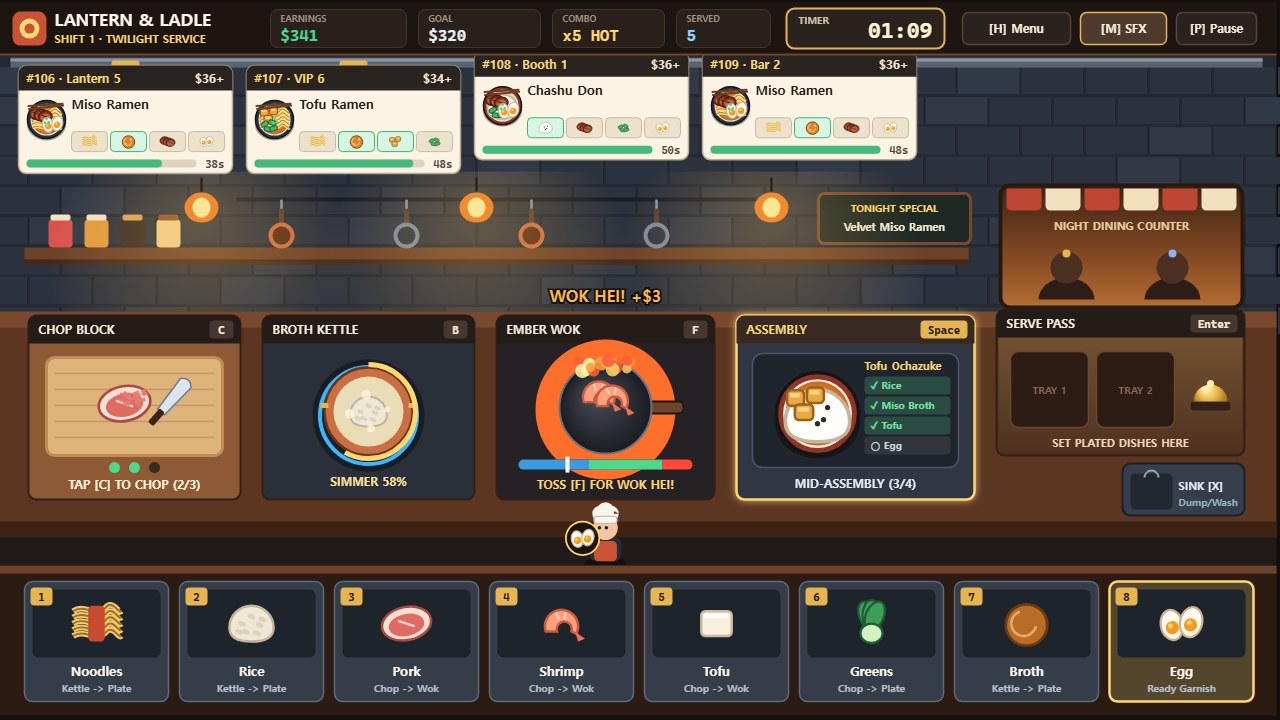 LANTERN & LADLE
SHIFT 1 · TWILIGHT SERVICE
EARNINGS
$341
GOAL
$320
COMBO
x5 HOT
SERVED
5
TIMER
01:09
[H] Menu
[M] SFX
[P] Pause
#106 · Lantern 5 $36+
Miso Ramen
38s
#107 · VIP 6 $34+
Tofu Ramen
48s
#108 · Booth 1 $36+
Chashu Don
50s
#109 · Bar 2 $36+
Miso Ramen
48s
TONIGHT SPECIAL
Velvet Miso Ramen
NIGHT DINING COUNTER
WOK HEI! +$3
CHOP BLOCK C
TAP [C] TO CHOP (2/3)
BROTH KETTLE B
SIMMER 58%
EMBER WOK F
TOSS [F] FOR WOK HEI!
ASSEMBLY Space
Tofu Ochazuke
✓ Rice
✓ Miso Broth
✓ Tofu
○ Egg
MID-ASSEMBLY (3/4)
SERVE PASS Enter
TRAY 1
TRAY 2
SET PLATED DISHES HERE
SINK [X]
Dump/Wash
1
Noodles
Kettle -> Plate
2
Rice
Kettle -> Plate
3
Pork
Chop -> Wok
4
Shrimp
Chop -> Wok
5
Tofu
Chop -> Wok
6
Greens
Chop -> Plate
7
Broth
Kettle -> Plate
8
Egg
Ready Garnish